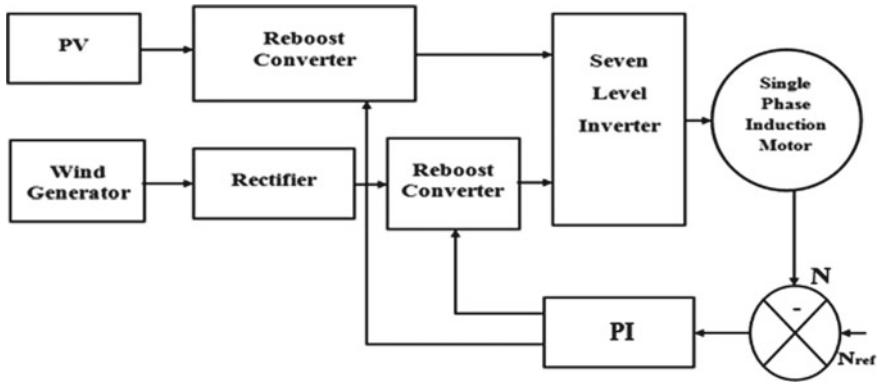 PV
Reboost
Converter
Seven
Level
Inverter
Single
Phase
Induction
Motor
Wind
Generator
Rectifier
Reboost
Converter
N
-
PI
Nref